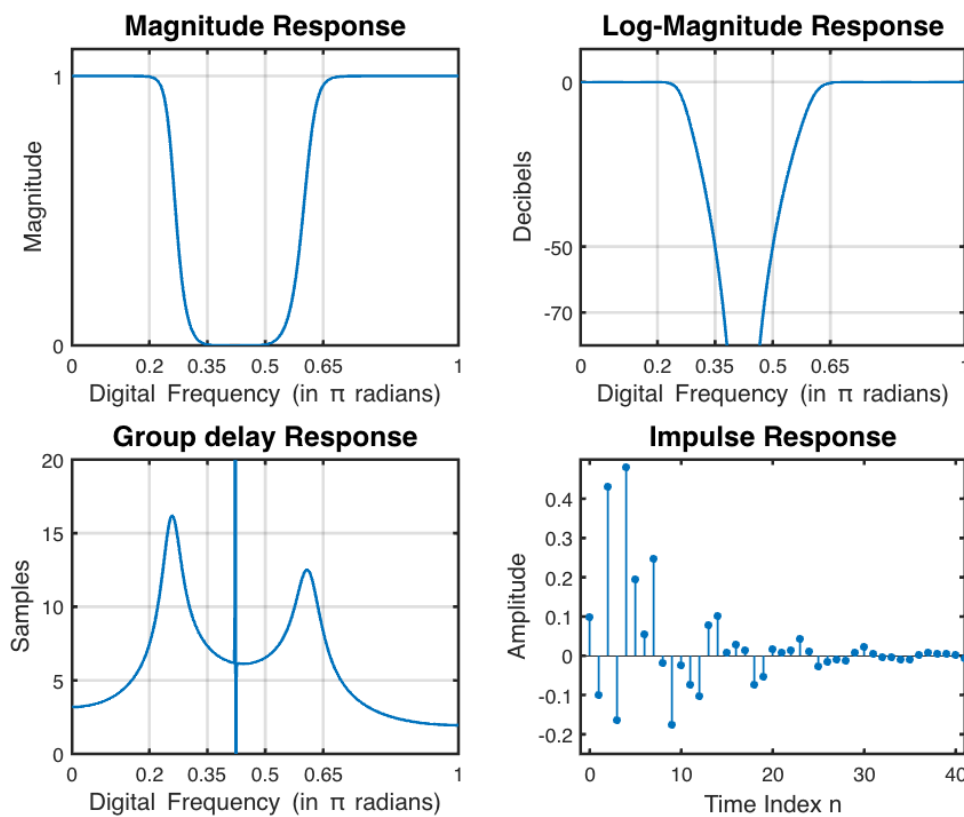 Magnitude Response
1
0
Magnitude
0 0.2 0.35 0.5 0.65 1
Digital Frequency (in π radians)
Log-Magnitude Response
0
-50
-70
Decibels
0 0.2 0.35 0.5 0.65 1
Digital Frequency (in π radians)
Group delay Response
20
15
10
5
0
Samples
0 0.2 0.35 0.5 0.65 1
Digital Frequency (in π radians)
Impulse Response
0.4
0.3
0.2
0.1
0
-0.1
-0.2
Amplitude
0 10 20 30 40
Time Index n